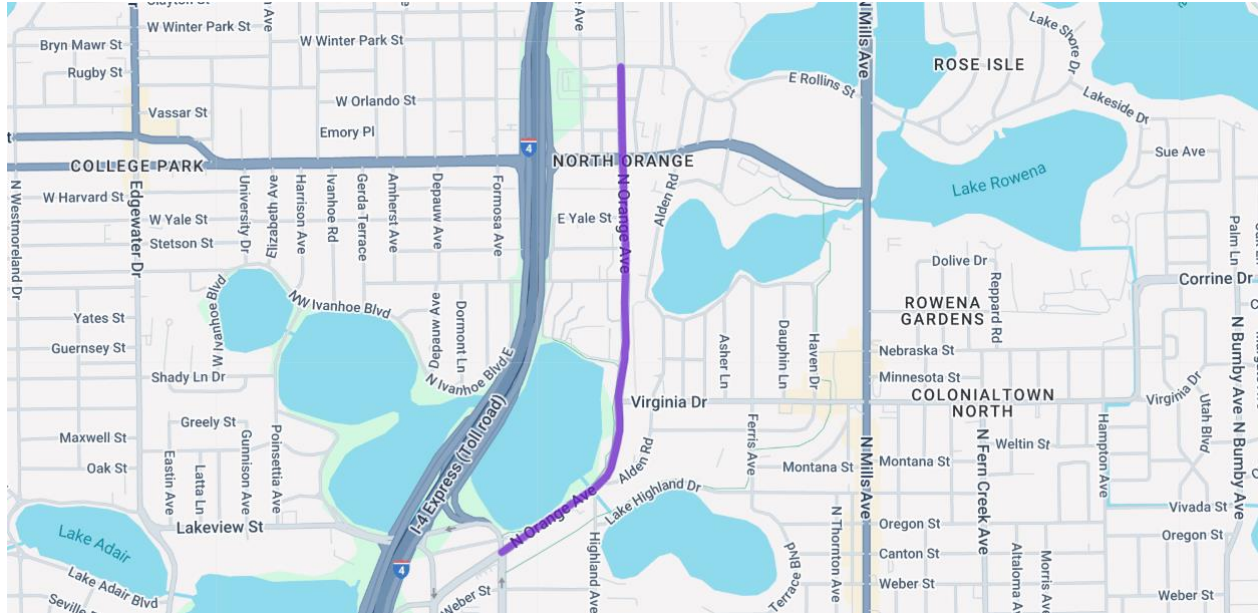 W Winter Park St
W Winter Park St
N Mills Ave
Lake Shore Dr
Bryn Mawr St
ROSE ISLE
Rugby St
E Rollins St
W Orlando St
Lakeside Dr
Vassar St
Emory Pl
4
Sue Ave
COLLEGE PARK
NORTH ORANGE
Lake Rowena
N Westmoreland Dr
W Harvard St
Edgewater Dr
University Dr
Elizabeth Ave
Harrison Ave
Ivanhoe Rd
Gerda Terrace
Amherst Ave
Depauw Ave
Formosa Ave
N Orange Ave
Alden Rd
W Yale St
E Yale St
Stetson St
Palm Ln
Dolive Dr
Reppard Rd
Corrine Dr
W Ivanhoe Blvd
NW Ivanhoe Blvd
ROWENA
GARDENS
Yates St
Depauw Ave
Dormont Ln
Asher Ln
Dauphin Ln
Haven Dr
N Bumby Ave
Guernsey St
Nebraska St
N Ivanhoe Blvd E
Shady Ln Dr
Minnesota St
Virginia Dr
COLONIALTOWN
NORTH
Virginia Dr
Utah Blvd
Greely St
I-4 Express (Toll road)
Maxwell St
Poinsettia Ave
Gunnison Ave
Ferris Ave
N Mills Ave
Weltin St
Hampton Ave
N Bumby Ave
Oak St
Eastin Ave
Latta Ln
Alden Rd
Montana St
Montana St
N Fern Creek Ave
N Orange Ave
Lake Highland Dr
Vivada St
Lakeview St
Oregon St
Oregon St
Lake Adair
Highland Ave
N Thornton Ave
Canton St
Altaloma Ave
Morris Ave
4
Lake Adair Blvd
Weber St
Terrace Blvd
Weber St
Weber St
Seville